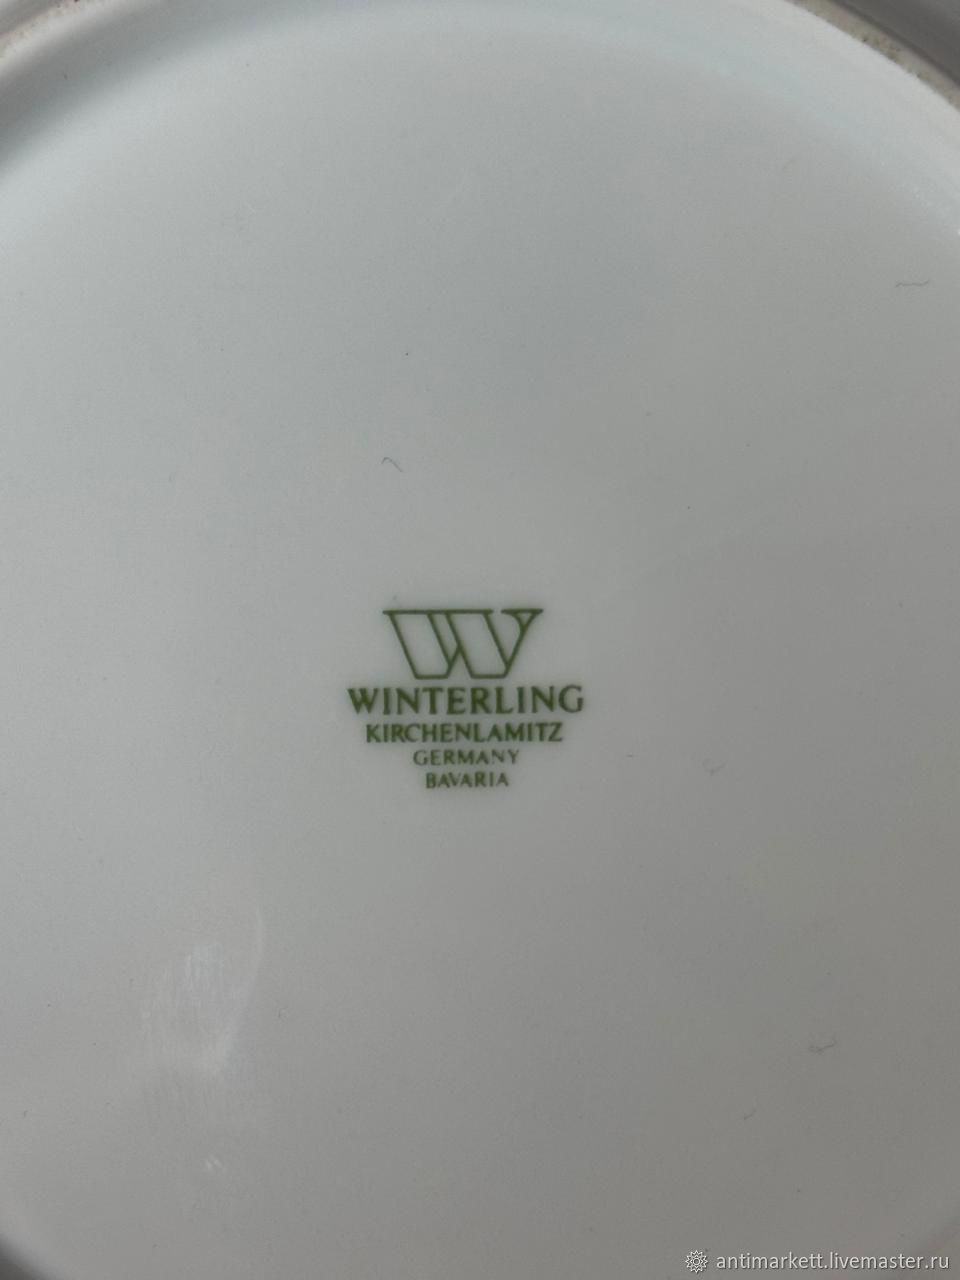 W
WINTERLING
KIRCHENLAMITZ
GERMANY
BAVARIA
antimarkett.livemaster.ru